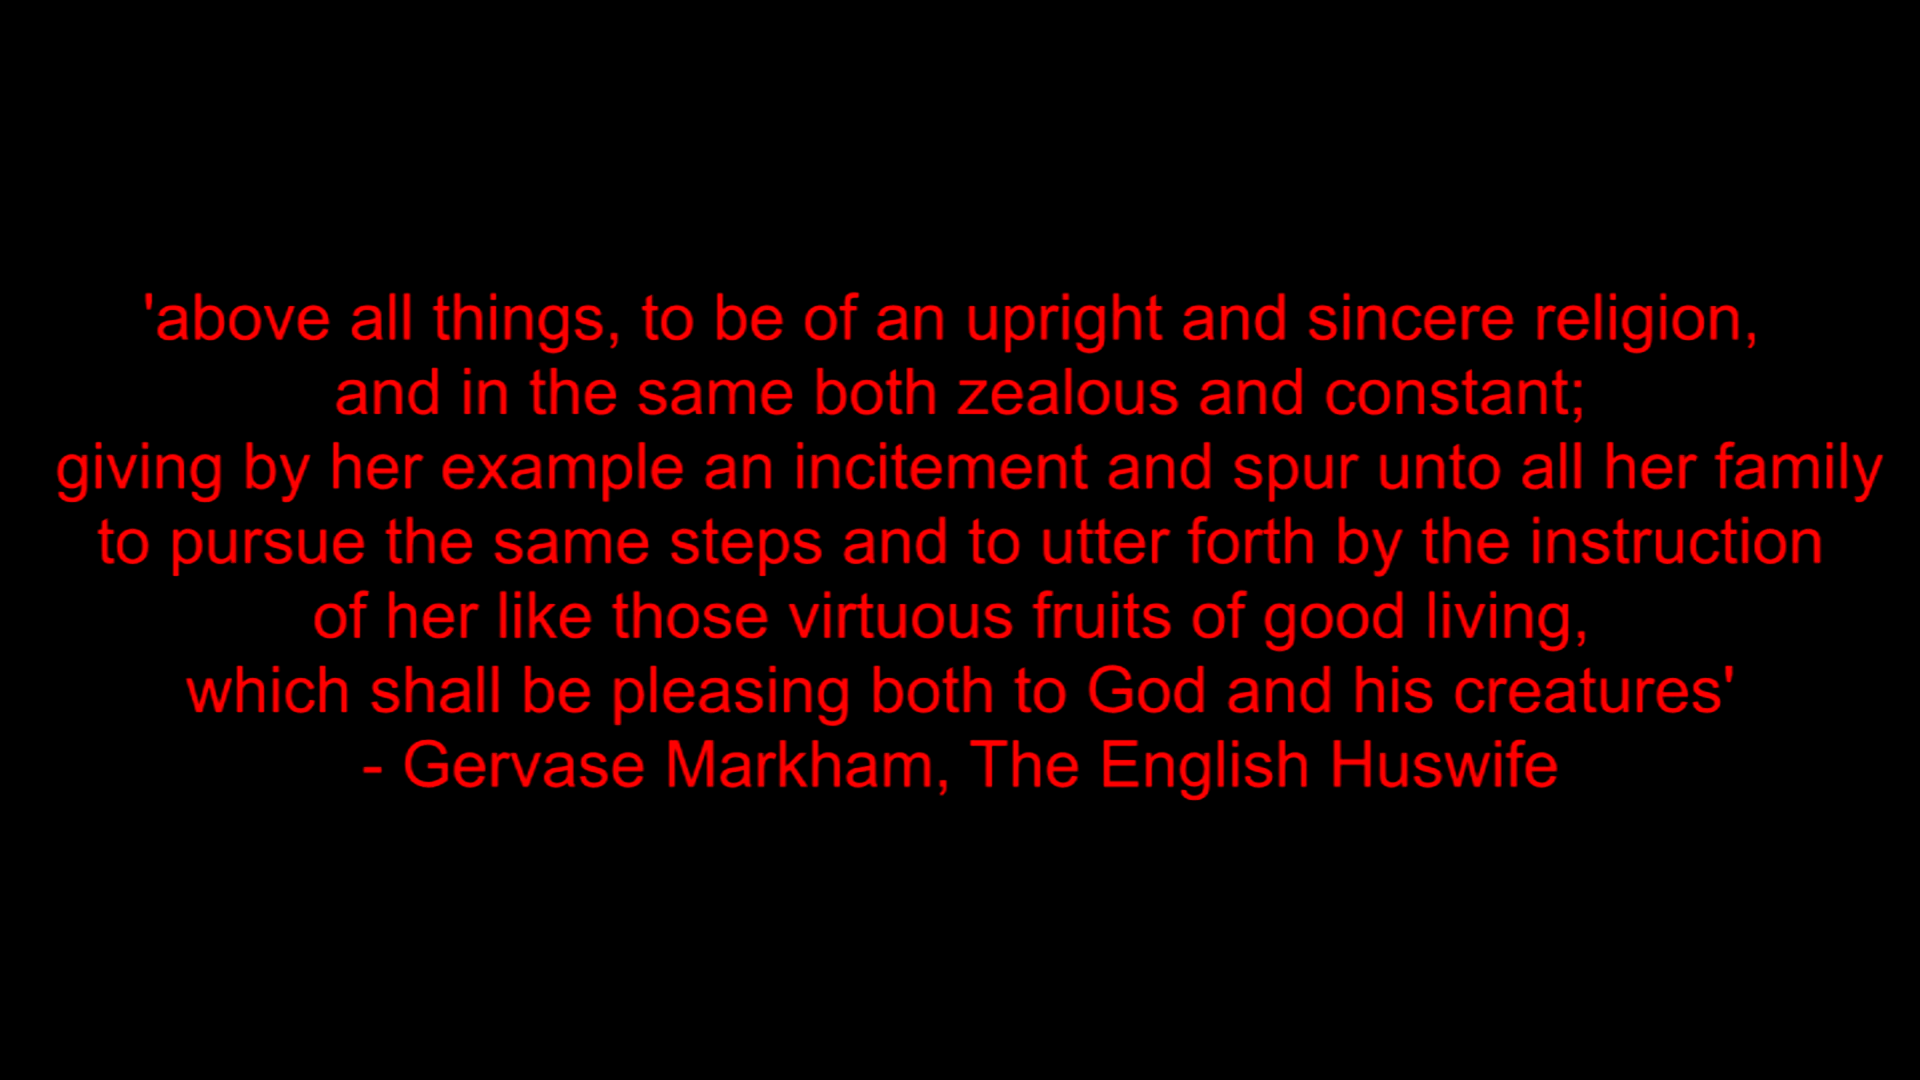 'above all things, to be of an upright and sincere religion,
and in the same both zealous and constant;
giving by her example an incitement and spur unto all her family
to pursue the same steps and to utter forth by the instruction
of her like those virtuous fruits of good living,
which shall be pleasing both to God and his creatures'
- Gervase Markham, The English Huswife